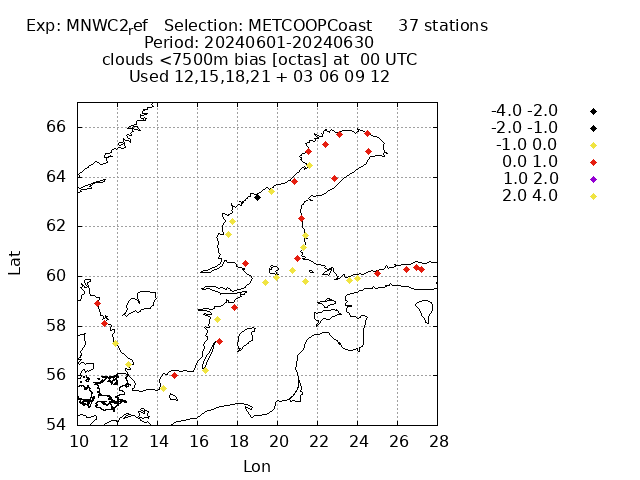 Exp: MNWC2ref Selection: METCOOPCoast 37 stations
Period: 20240601-20240630
clouds <7500m bias [octas] at 00 UTC
Used 12,15,18,21 + 03 06 09 12
-4.0 -2.0
-2.0 -1.0
-1.0 0.0
0.0 1.0
1.0 2.0
2.0 4.0
Lat
66
64
62
60
58
56
54
10 12 14 16 18 20 22 24 26 28
Lon